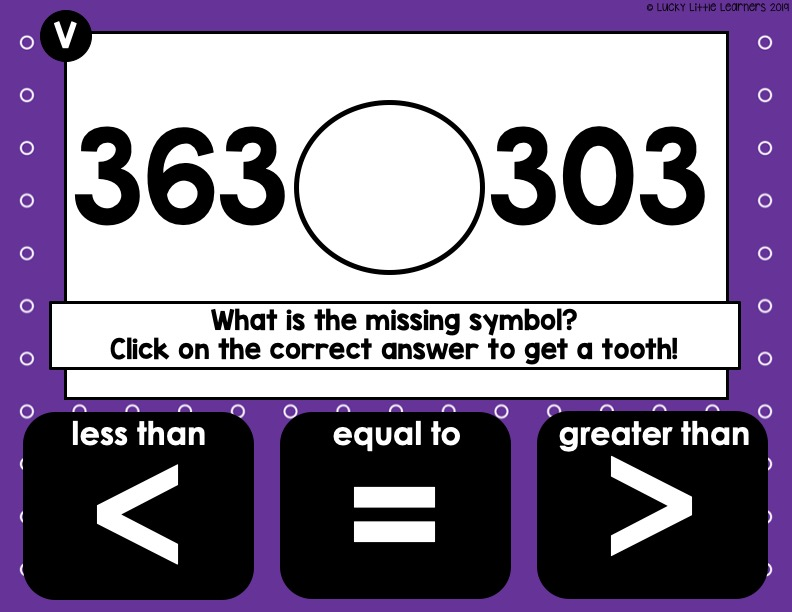 © Lucky Little Learners 2019
V
363 303
What is the missing symbol?
Click on the correct answer to get a tooth!
less than equal to greater than
< = >